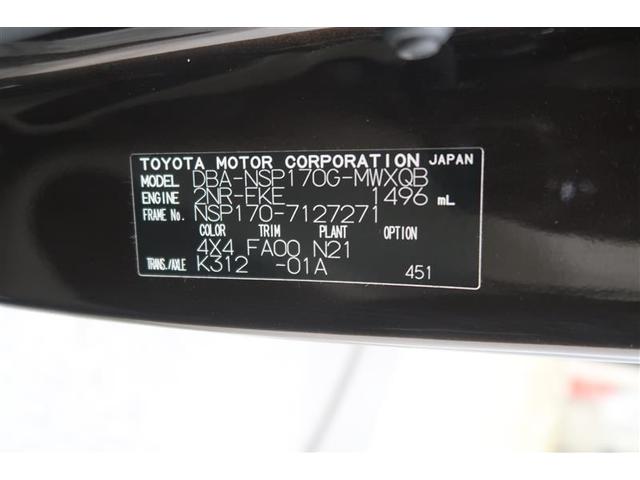 TOYOTA MOTOR CORPORATION JAPAN
MODEL DBA-NSP170G-MWXQB
ENGINE 2NR-FKE 1496 mL
FRAME No. NSP170-7127271
COLOR TRIM PLANT OPTION
4X4 FA00 N21
TRANS./AXLE K312 -01A 451